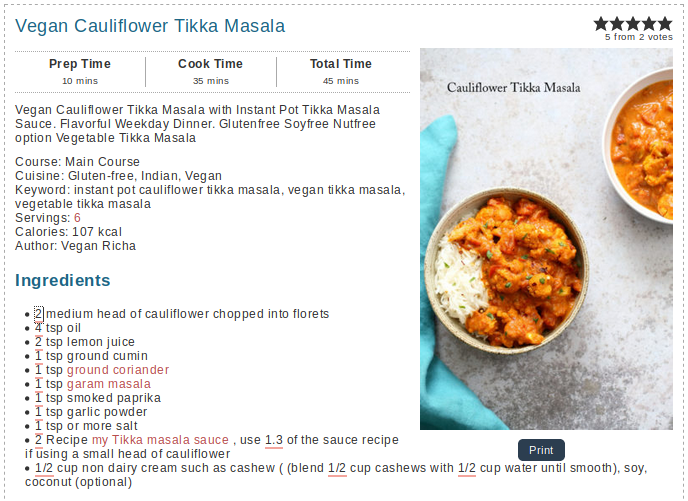 Vegan Cauliflower Tikka Masala
5 from 2 votes
Prep Time Cook Time Total Time
10 mins 35 mins 45 mins
Cauliflower Tikka Masala
Vegan Cauliflower Tikka Masala with Instant Pot Tikka Masala
Sauce. Flavorful Weekday Dinner. Glutenfree Soyfree Nutfree
option Vegetable Tikka Masala
Course: Main Course
Cuisine: Gluten-free, Indian, Vegan
Keyword: instant pot cauliflower tikka masala, vegan tikka masala,
vegetable tikka masala
Servings: 6
Calories: 107 kcal
Author: Vegan Richa
Ingredients
• 2 medium head of cauliflower chopped into florets
• 4 tsp oil
• 2 tsp lemon juice
• 1 tsp ground cumin
• 1 tsp ground coriander
• 1 tsp garam masala
• 1 tsp smoked paprika
• 1 tsp garlic powder
• 1 tsp or more salt
• 2 Recipe my Tikka masala sauce , use 1.3 of the sauce recipe
if using a small head of cauliflower
Print
• 1/2 cup non dairy cream such as cashew ( (blend 1/2 cup cashews with 1/2 cup water until smooth), soy,
coconut (optional)